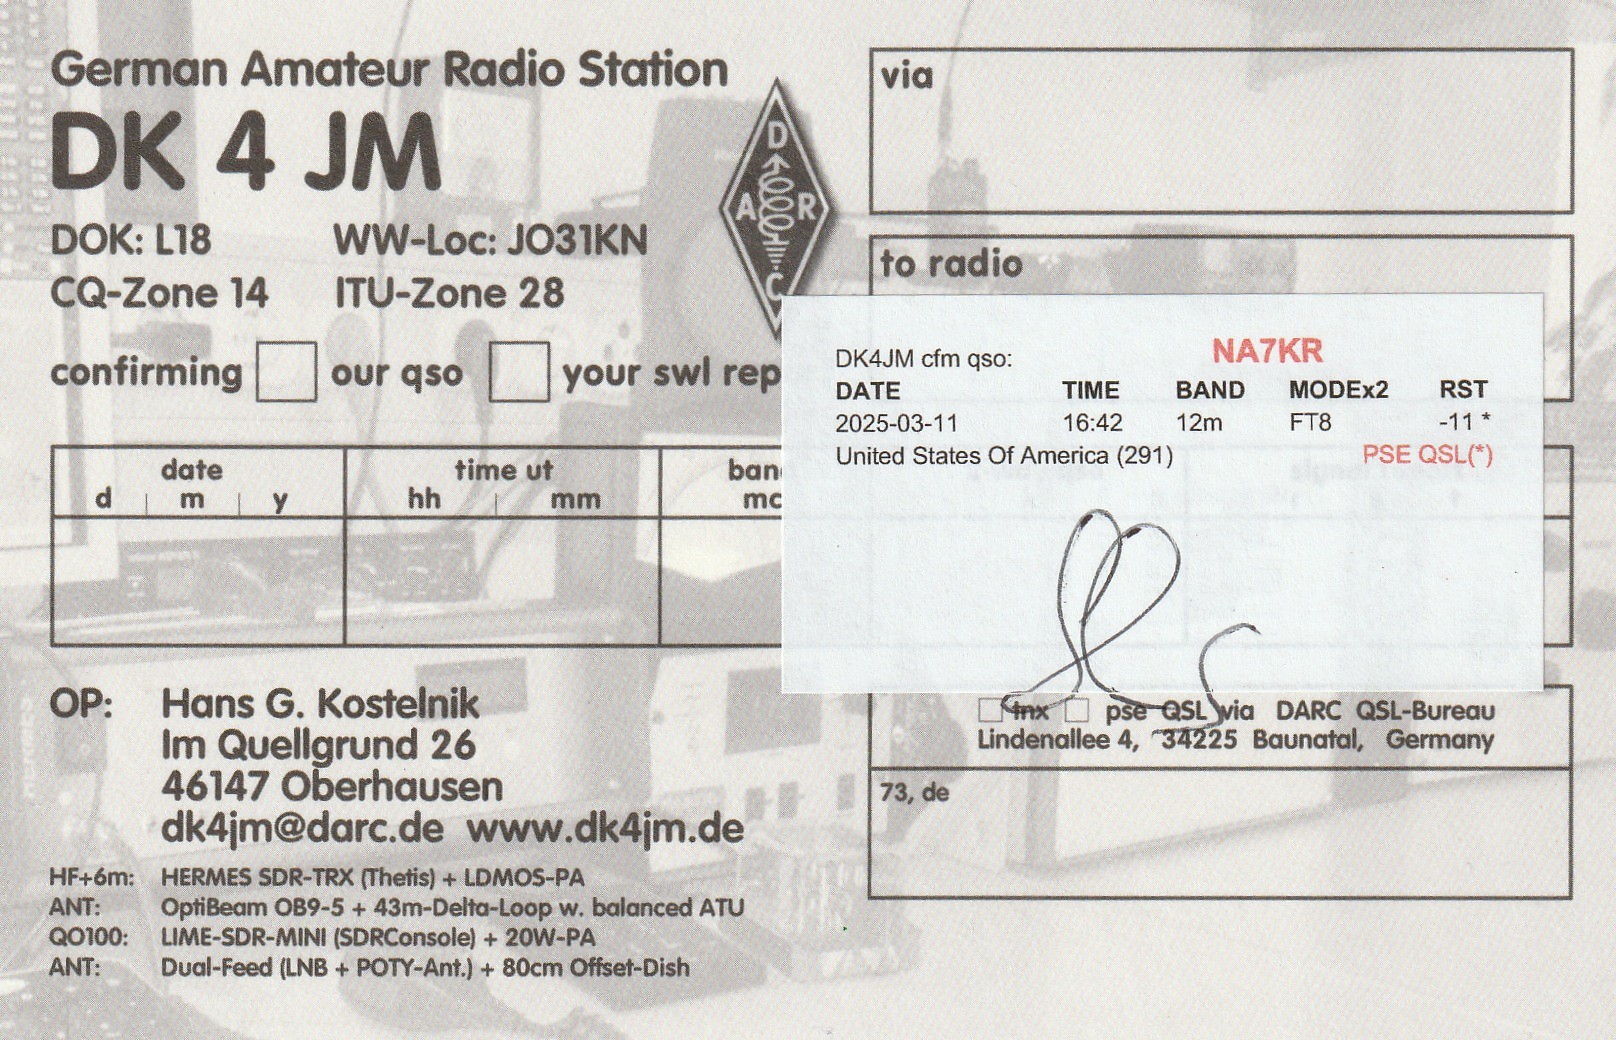 German Amateur Radio Station
DK 4 JM
DOK: L18 WW-Loc: JO31KN
CQ-Zone 14 ITU-Zone 28
confirming our qso your swl rep
D
A R
C
date time ut ban
d m y hh mm mc
OP: Hans G. Kostelnik
Im Quellgrund 26
46147 Oberhausen
dk4jm@darc.de www.dk4jm.de
HF+6m: HERMES SDR-TRX (Thetis) + LDMOS-PA
ANT: OptiBeam OB9-5 + 43m-Delta-Loop w. balanced ATU
QO100: LIME-SDR-MINI (SDRConsole) + 20W-PA
ANT: Dual-Feed (LNB + POTY-Ant.) + 80cm Offset-Dish
via
to radio
DK4JM cfm qso: NA7KR
DATE TIME BAND MODEx2 RST
2025-03-11 16:42 12m FT8 -11 *
United States Of America (291) PSE QSL(*)
tnx pse QSL via DARC QSL-Bureau
Lindenallee 4, 34225 Baunatal, Germany
73, de